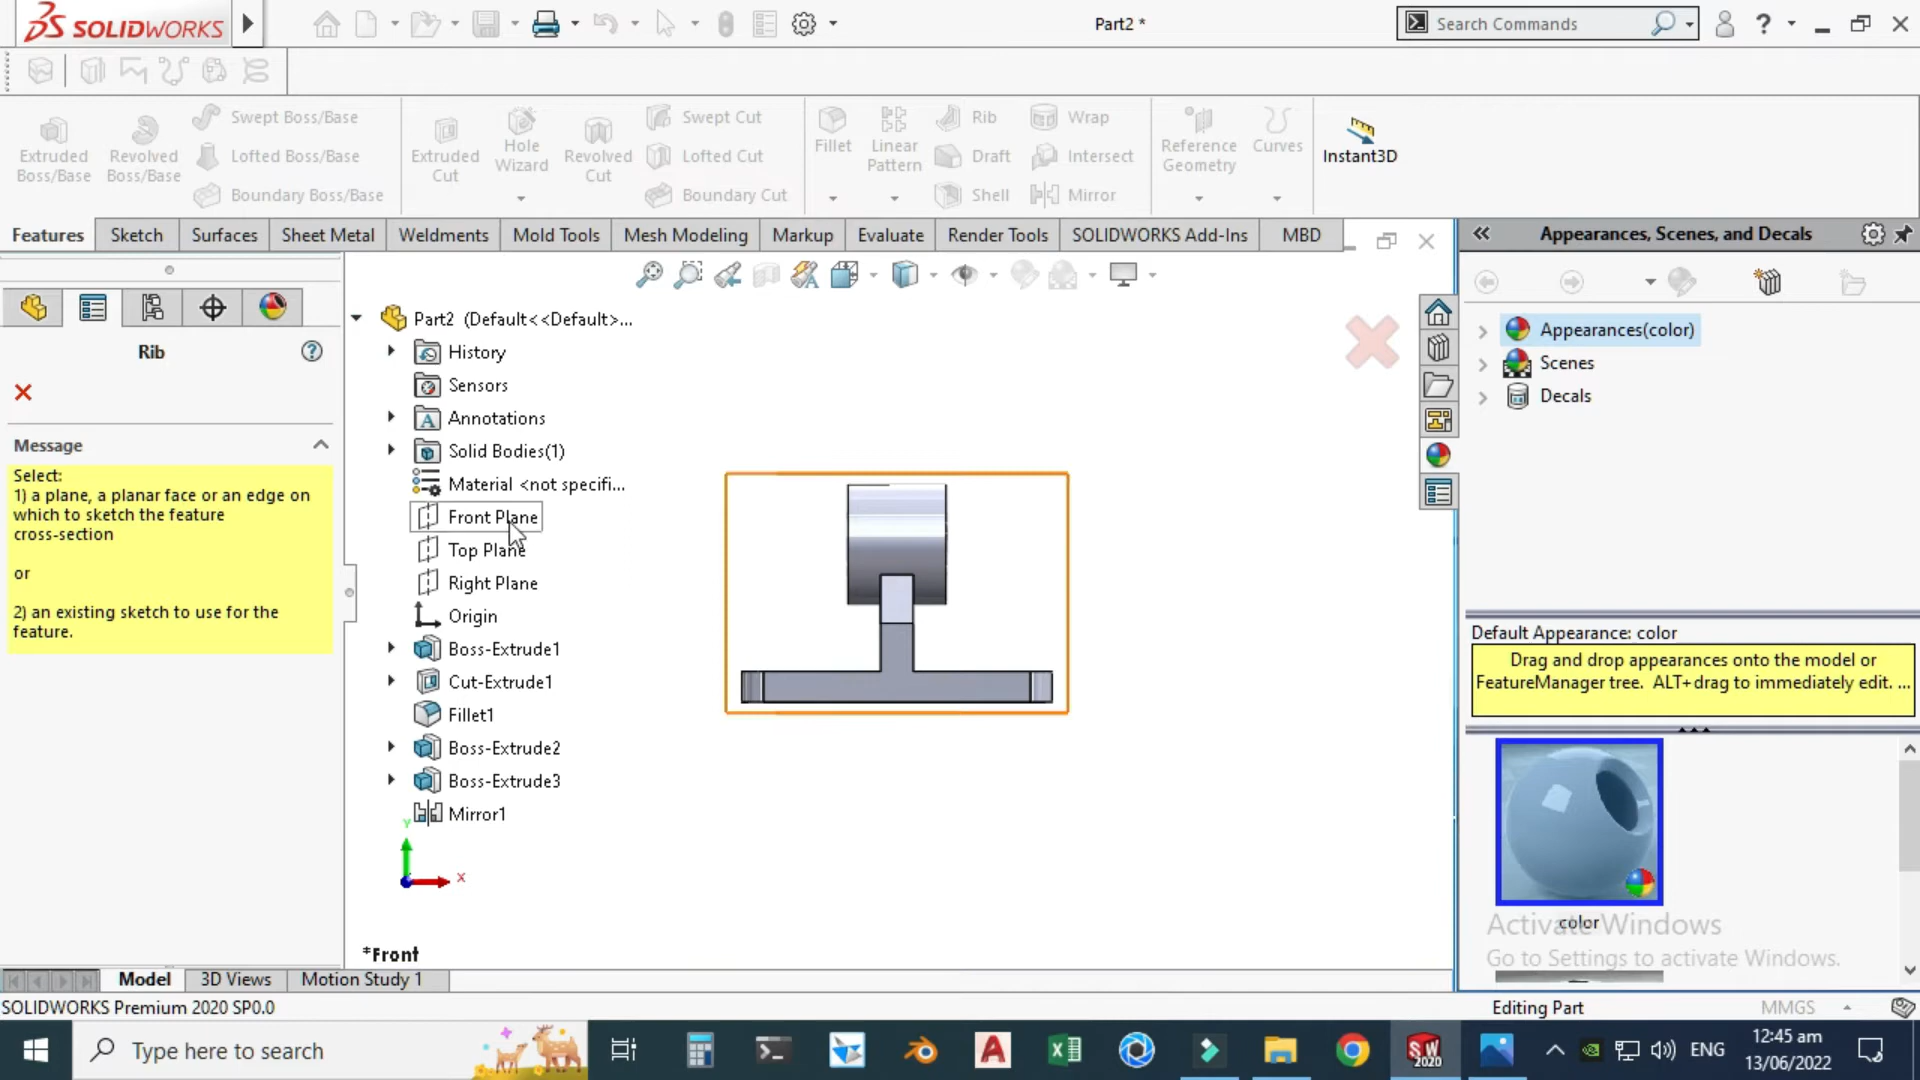 SOLIDWORKS
Part2 *
Search Commands
?
Extruded Boss/Base
Revolved Boss/Base
Swept Boss/Base
Lofted Boss/Base
Boundary Boss/Base
Extruded Cut
Hole Wizard
Revolved Cut
Swept Cut
Lofted Cut
Boundary Cut
Fillet
Linear Pattern
Rib
Draft
Shell
Wrap
Intersect
Mirror
Reference Geometry
Curves
Instant3D
Features
Sketch
Surfaces
Sheet Metal
Weldments
Mold Tools
Mesh Modeling
Markup
Evaluate
Render Tools
SOLIDWORKS Add-Ins
MBD
Appearances, Scenes, and Decals
Rib
Message
Select:
1) a plane, a planar face or an edge on
which to sketch the feature
cross-section
or
2) an existing sketch to use for the
feature.
Part2 (Default<<Default>...
History
Sensors
Annotations
Solid Bodies(1)
Material <not specifi...
Front Plane
Top Plane
Right Plane
Origin
Boss-Extrude1
Cut-Extrude1
Fillet1
Boss-Extrude2
Boss-Extrude3
Mirror1
Y
X
*Front
Appearances(color)
Scenes
Decals
Default Appearance: color
Drag and drop appearances onto the model or
FeatureManager tree. ALT+drag to immediately edit. ...
color
Activate Windows
Go to Settings to activate Windows.
Model
3D Views
Motion Study 1
SOLIDWORKS Premium 2020 SP0.0
Editing Part
MMGS
Type here to search
SW
2020
ENG
12:45 am
13/06/2022